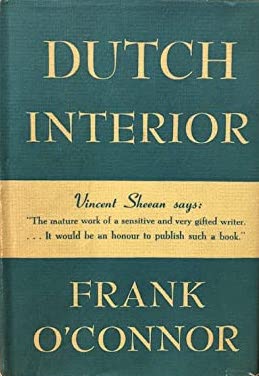 DUTCH
INTERIOR
Vincent Sheean says:
"The mature work of a sensitive and very gifted writer.
. . . It would be an honour to publish such a book."
FRANK
O'CONNOR